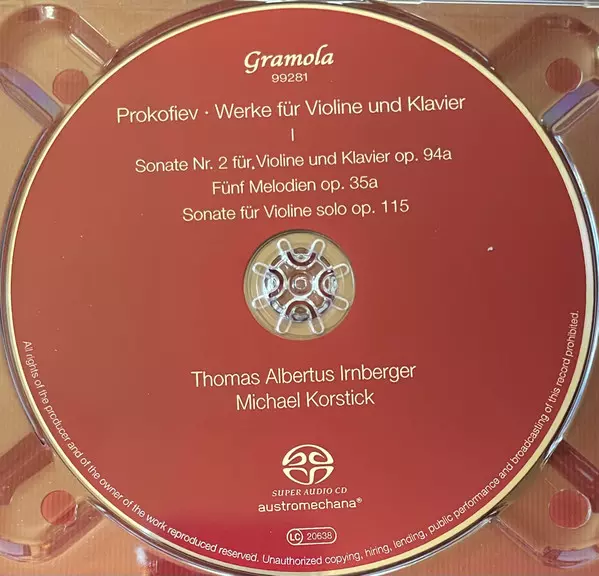 Gramola
99281
Prokofiev · Werke für Violine und Klavier
I
Sonate Nr. 2 für Violine und Klavier op. 94a
Fünf Melodien op. 35a
Sonate für Violine solo op. 115
Thomas Albertus Irnberger
Michael Korstick
SUPER AUDIO CD
austromechana®
LC 20638
All rights of the producer and of the owner of the work reproduced reserved. Unauthorized copying, hiring, lending, public performance and broadcasting of this record prohibited.